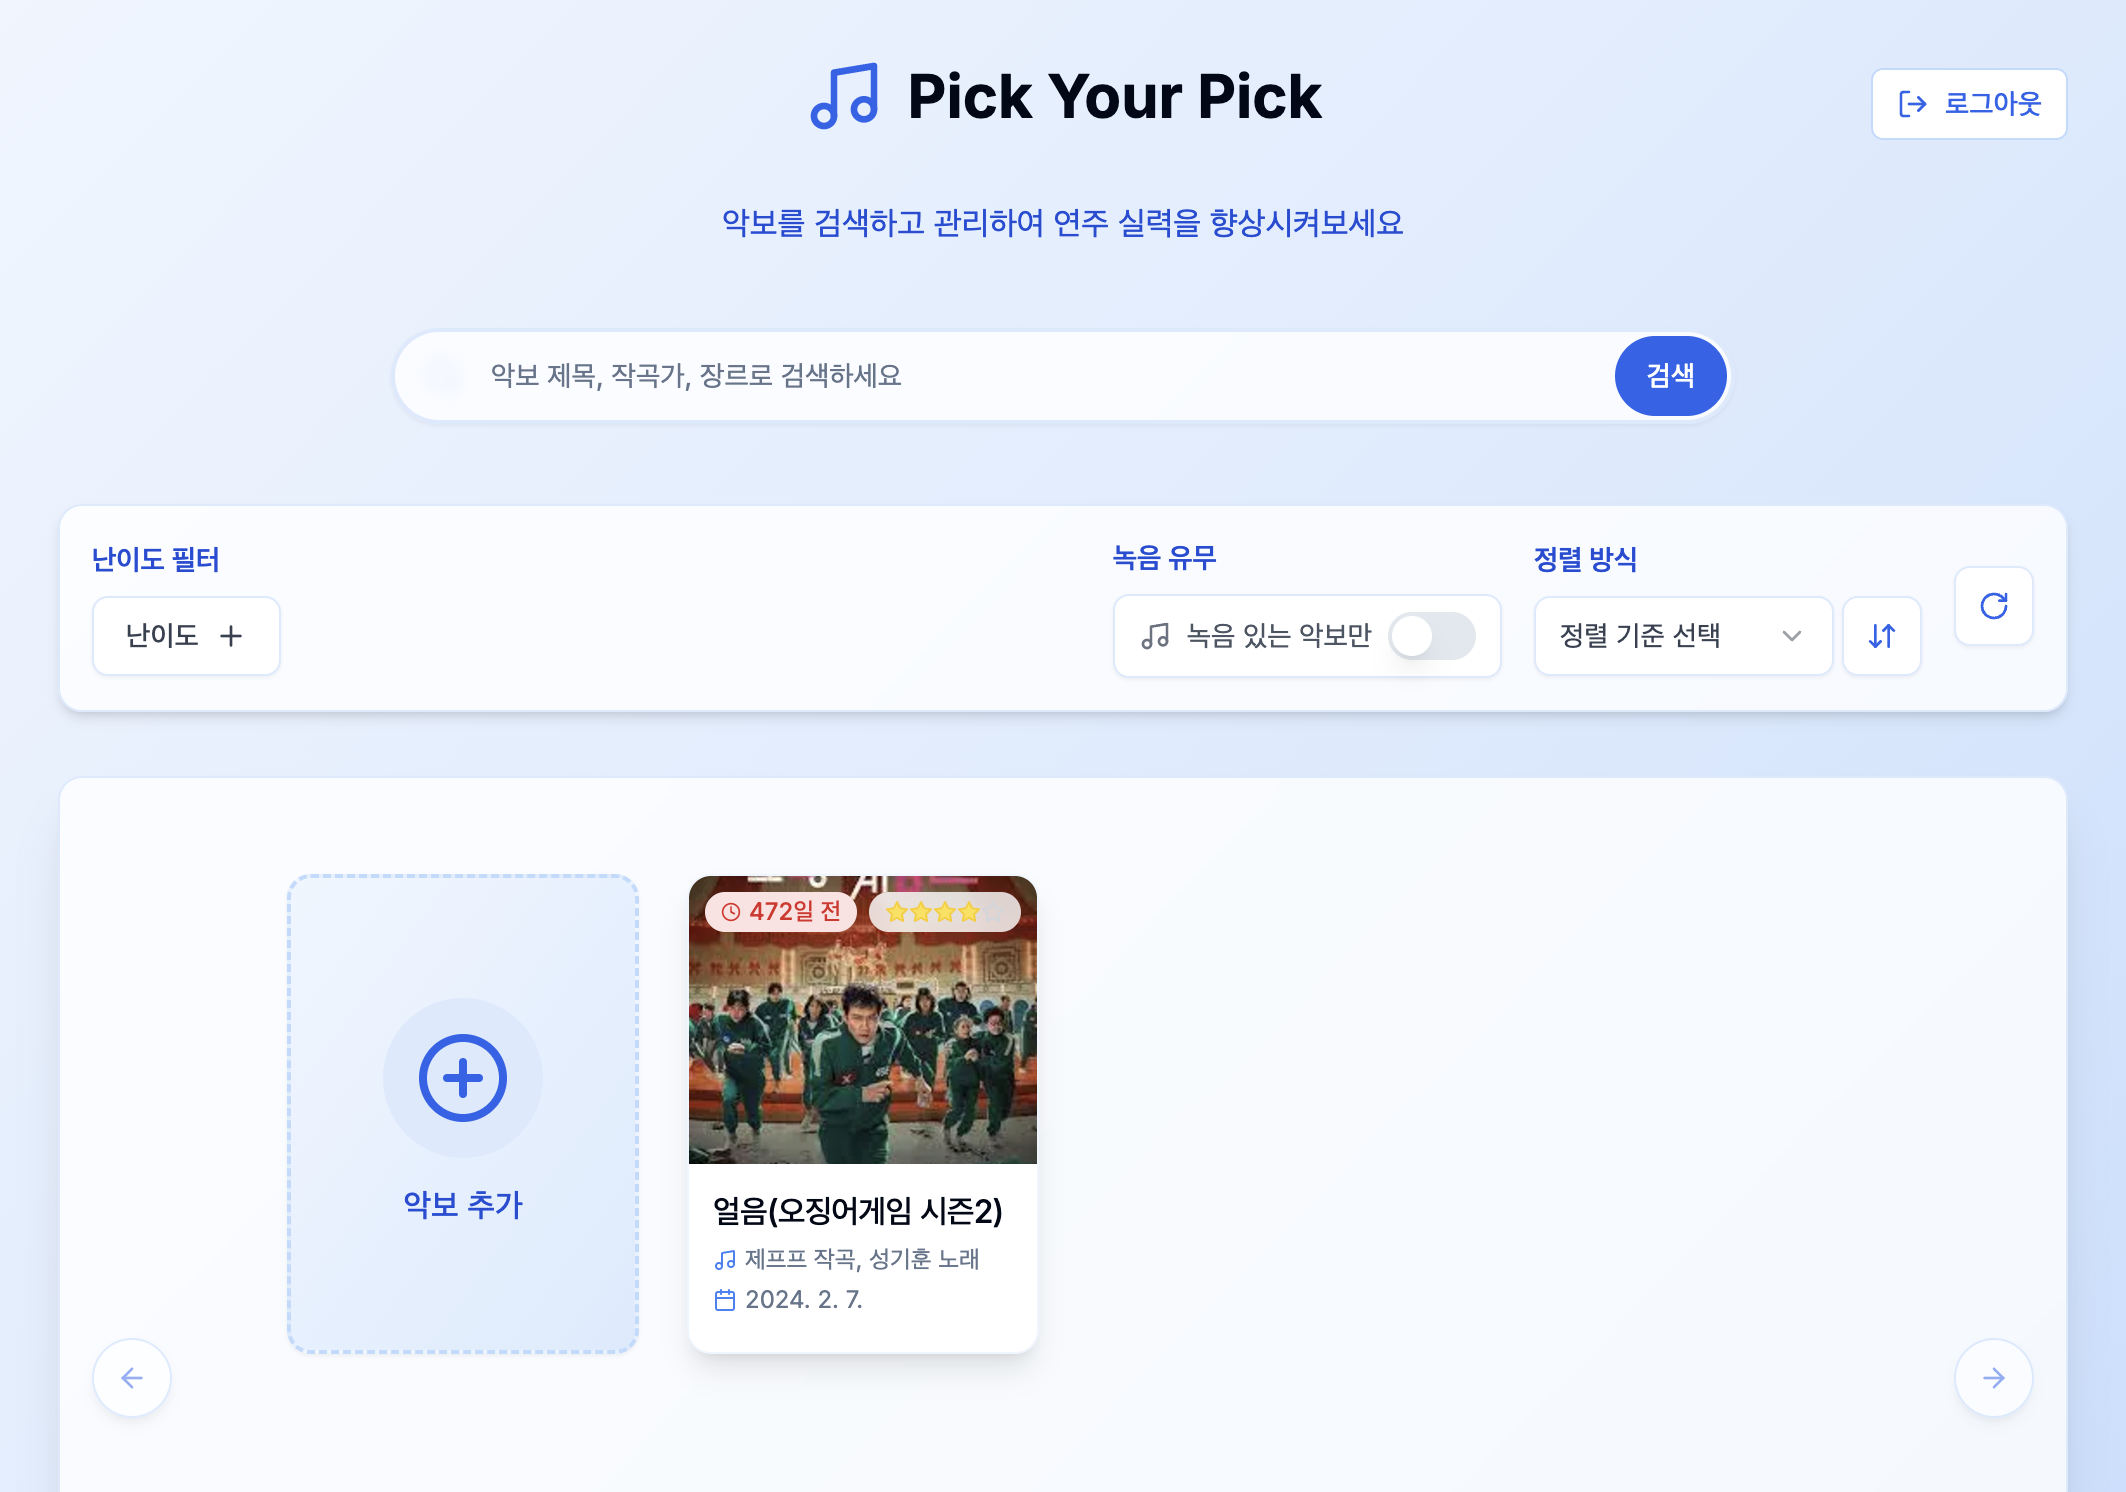 Pick Your Pick
로그아웃
악보를 검색하고 관리하여 연주 실력을 향상시켜보세요
악보 제목, 작곡가, 장르로 검색하세요
검색
난이도 필터
난이도
녹음 유무
녹음 있는 악보만
정렬 방식
정렬 기준 선택
악보 추가
472일 전
얼음(오징어게임 시즌2)
제프프 작곡, 성기훈 노래
2024. 2. 7.